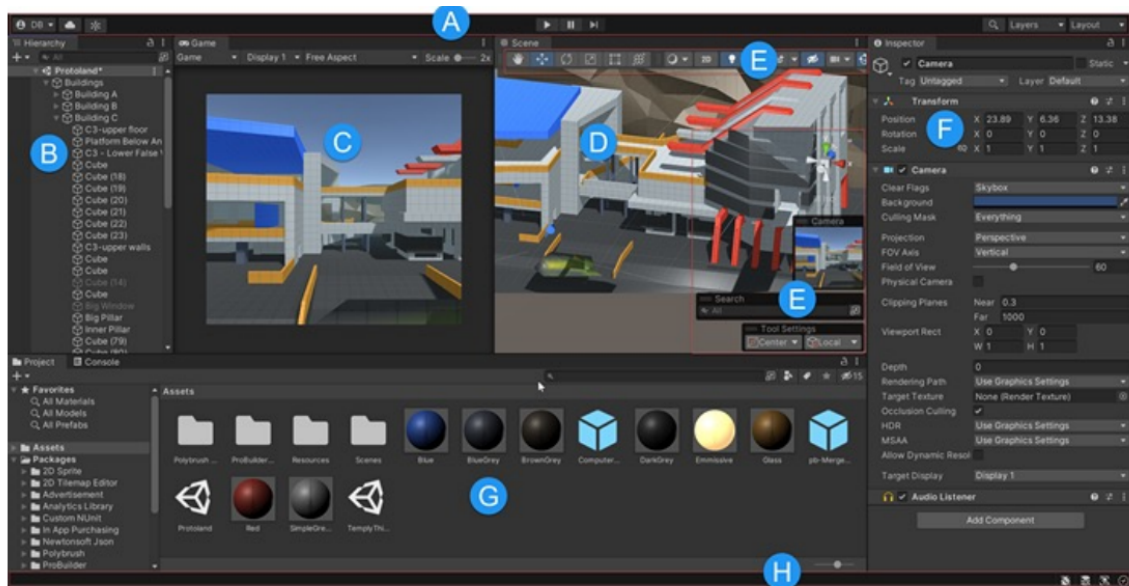 A
DB
Layers
Layout
Hierarchy
All
Protoland*
Buildings
Building A
Building B
Building C
C3-upper floor
Platform Below An
C3 - Lower False
Cube
Cube (18)
Cube (19)
Cube (20)
Cube (21)
Cube (22)
Cube (23)
C3-upper walls
Cube
Cube
Cube (14)
Cube
Big Window
Big Pillar
Inner Pillar
Cube (79)
Cube (80)
B
Game
Game Display 1 Free Aspect Scale 2x
C
Scene
2D
E
D
Camera
E
Search
All
Tool Settings
Center Local
Inspector
Camera Static
Tag Untagged Layer Default
Transform
Position X 23.89 Y 6.36 Z 13.38
Rotation X 0 Y 0 Z 0
Scale X 1 Y 1 Z 1
F
Camera
Clear Flags Skybox
Background
Culling Mask Everything
Projection Perspective
FOV Axis Vertical
Field of View 60
Physical Camera
Clipping Planes Near 0.3
Far 1000
Viewport Rect X 0 Y 0
W 1 H 1
Depth 0
Rendering Path Use Graphics Settings
Target Texture None (Render Texture)
Occlusion Culling
HDR Use Graphics Settings
MSAA Use Graphics Settings
Allow Dynamic Resol
Target Display Display 1
Audio Listener
Add Component
Project Console
15
Favorites
All Materials
All Models
All Prefabs
Assets
Packages
2D Sprite
2D Tilemap Editor
Advertisement
Analytics Library
Custom NUnit
In App Purchasing
Newtonsoft Json
Polybrush
ProBuilder
Assets
Polybrush ... ProBuilder... Resources Scenes Blue BlueGrey BrownGrey Computer... DarkGrey Emmissive Glass pb-Merge...
Protoland Red SimpleGre... TemplyThi...
G
H